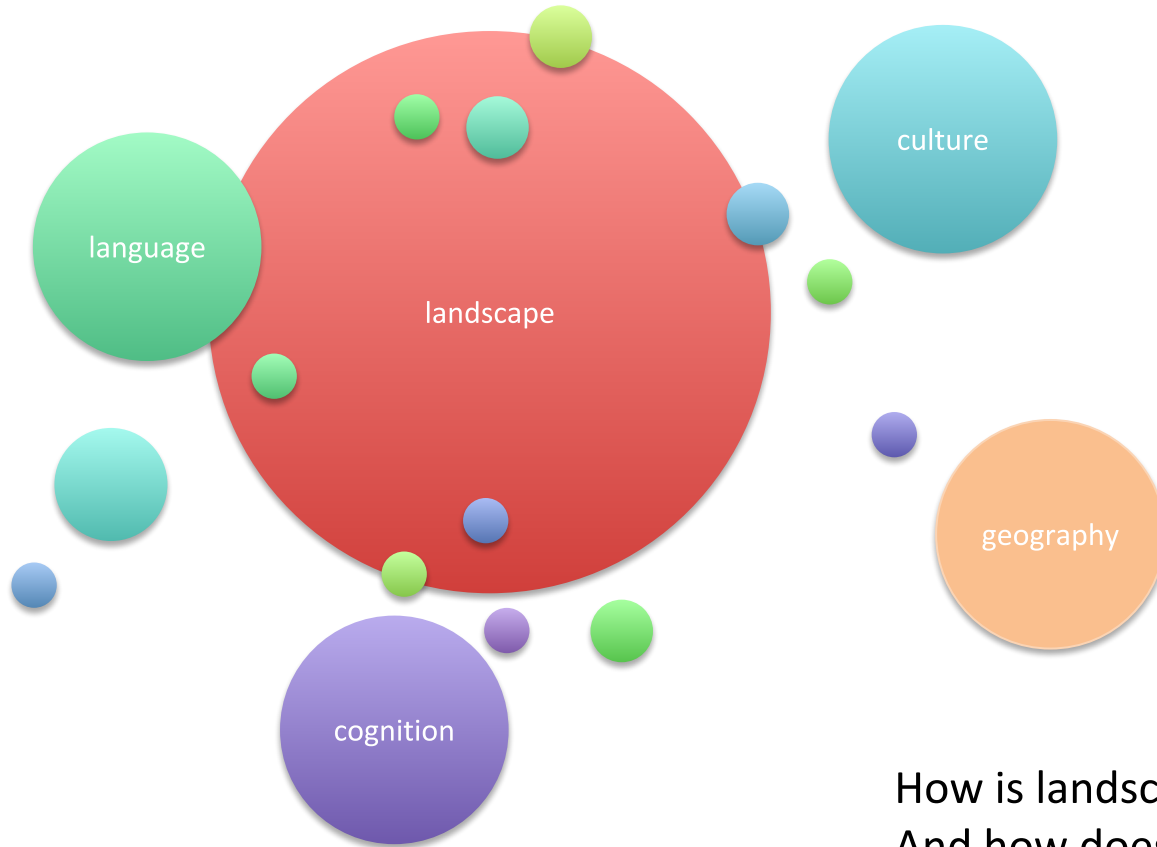 culture
language
landscape
geography
cognition
How is landsc
And how does